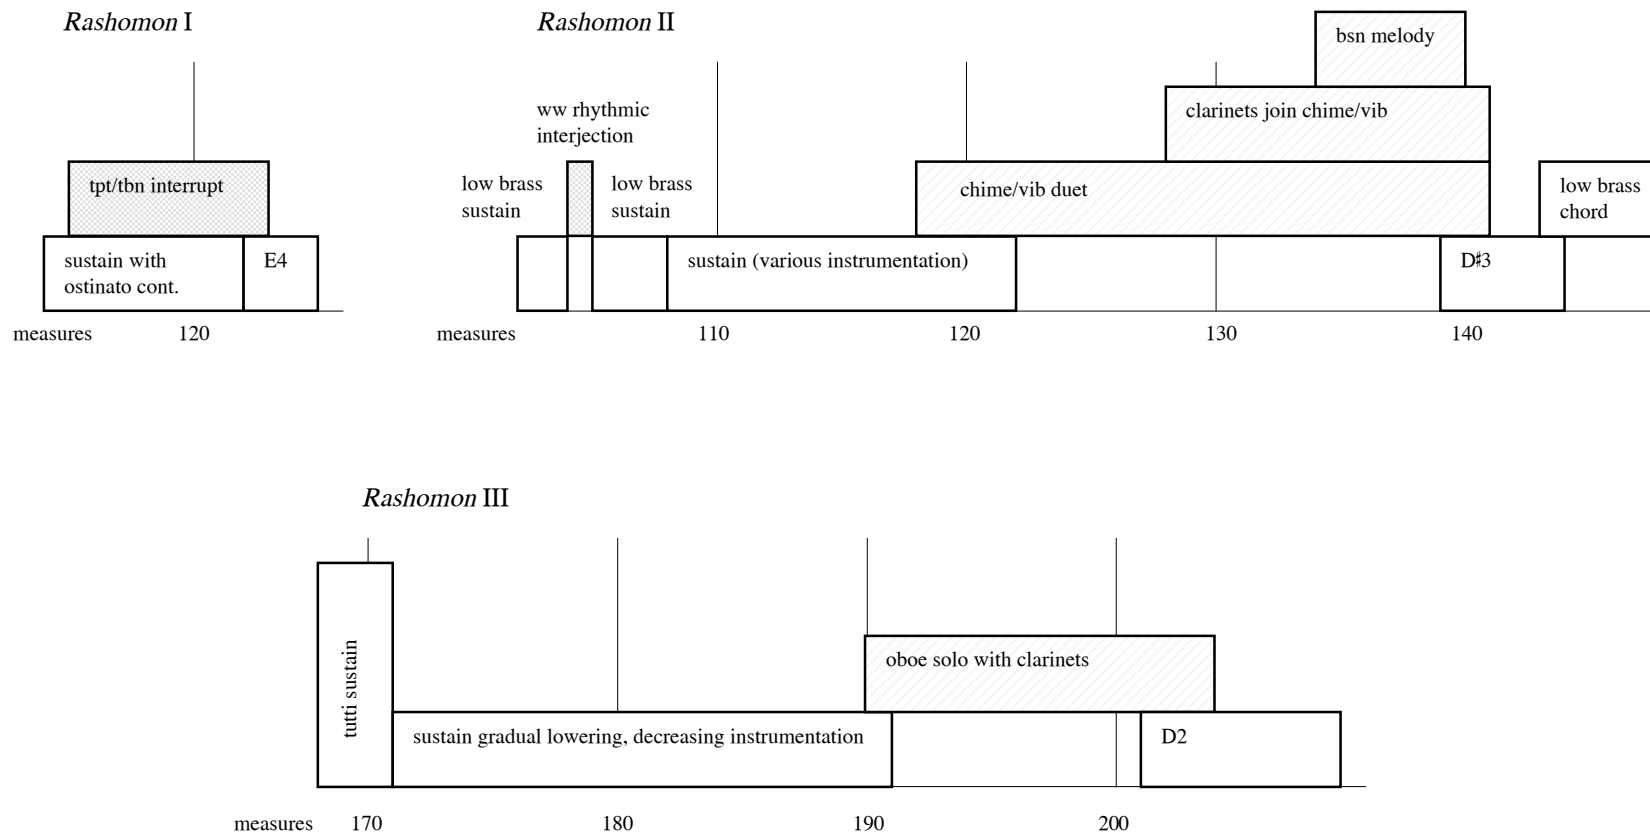 Rashomon I
tpt/tbn interrupt
sustain with
ostinato cont.
E4
measures
120
Rashomon II
bsn melody
ww rhythmic
interjection
clarinets join chime/vib
low brass
sustain
low brass
sustain
chime/vib duet
low brass
chord
sustain (various instrumentation)
D♯3
measures
110
120
130
140
Rashomon III
tutti sustain
oboe solo with clarinets
sustain gradual lowering, decreasing instrumentation
D2
measures
170
180
190
200